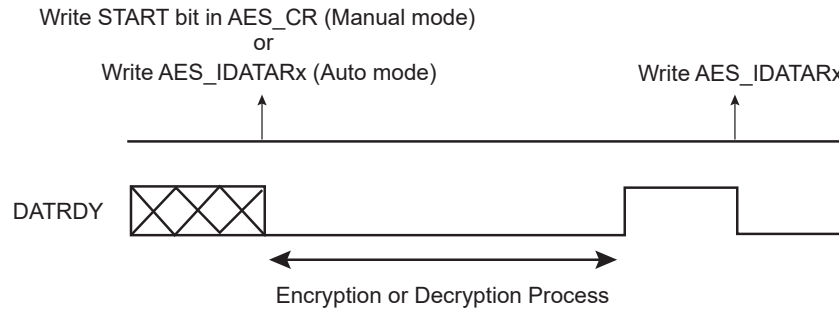 Write START bit in AES_CR (Manual mode)
or
Write AES_IDATARx (Auto mode)
Write AES_IDATARx
DATRDY
Encryption or Decryption Process